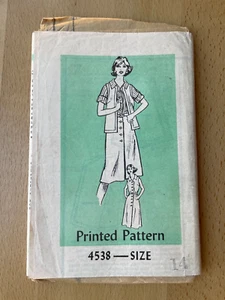 Printed Pattern
4538 — SIZE
14